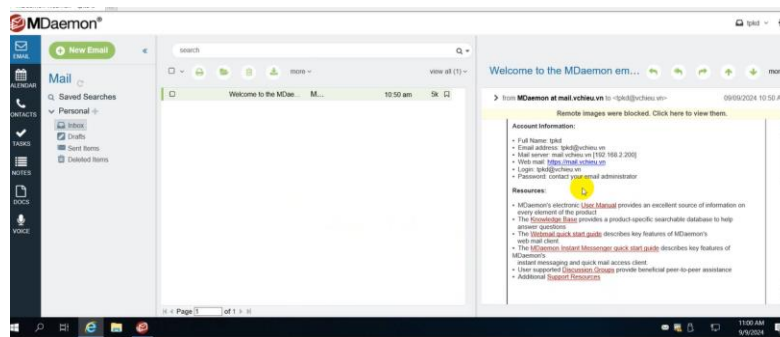 MDaemon®
tpkd
EMAIL
CALENDAR
CONTACTS
TASKS
NOTES
DOCS
VOICE
New Email
«
Mail
Saved Searches
Personal +
Inbox
Drafts
Sent Items
Deleted Items
search
more
view all (1)
Welcome to the MDae... M... 10:50 am 5k
Page 1 of 1
Welcome to the MDaemon em...
from MDaemon at mail.vchieu.vn to <tpkd@vchieu.vn> 09/09/2024 10:50 A
Remote images were blocked. Click here to view them.
Account Information:
• Full Name: tpkd
• Email address: tpkd@vchieu.vn
• Mail server: mail.vchieu.vn [192.168.2.200]
• Web mail: https://mail.vchieu.vn
• Login: tpkd@vchieu.vn
• Password: contact your email administrator
Resources:
• MDaemon's electronic User Manual provides an excellent source of information on
every element of the product
• The Knowledge Base provides a product-specific searchable database to help
answer questions
• The Webmail quick start guide describes key features of MDaemon's
web mail client
• The MDaemon Instant Messenger quick start guide describes key features of
MDaemon's
instant messaging and quick mail access client.
• User supported Discussion Groups provide beneficial peer-to-peer assistance
• Additional Support Resources
11:00 AM
9/9/2024